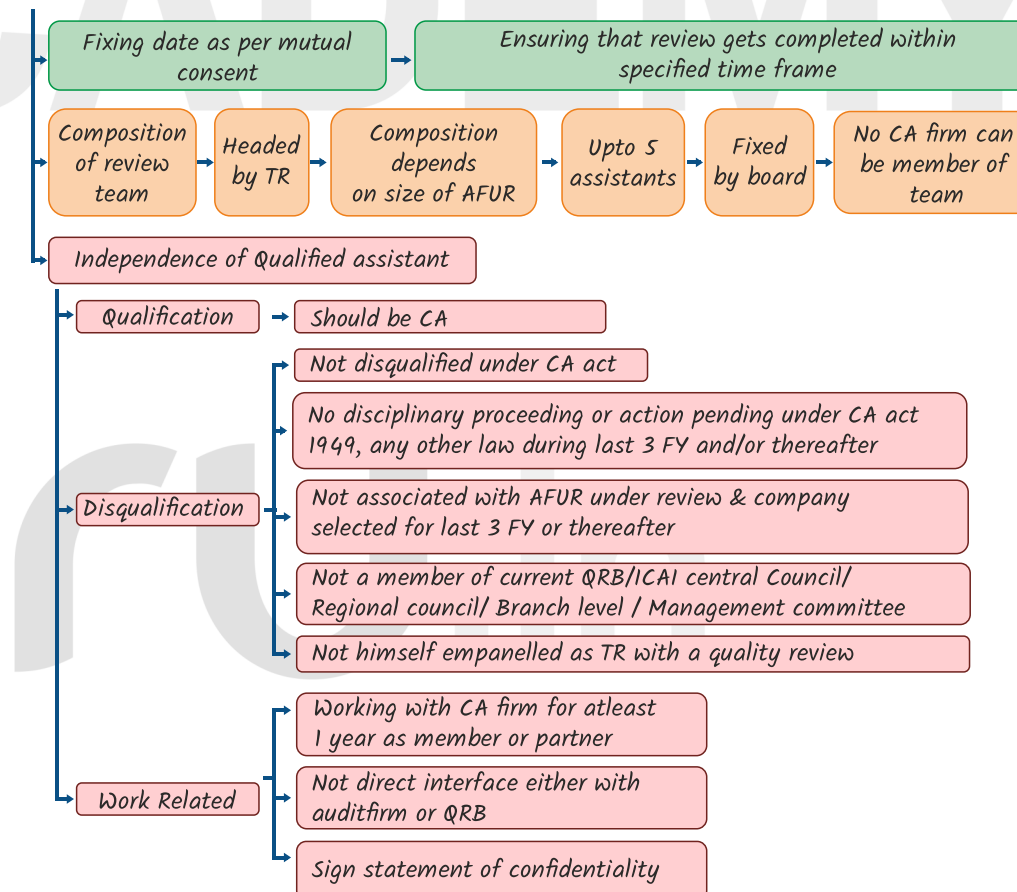 Fixing date as per mutual
consent
Ensuring that review gets completed within
specified time frame
Composition
of review
team
Headed
by TR
Composition
depends
on size of AFUR
Upto 5
assistants
Fixed
by board
No CA firm can
be member of
team
Independence of Qualified assistant
Qualification
Should be CA
Disqualification
Not disqualified under CA act
No disciplinary proceeding or action pending under CA act
1949, any other law during last 3 FY and/or thereafter
Not associated with AFUR under review & company
selected for last 3 FY or thereafter
Not a member of current QRB/ICAI central Council/
Regional council/ Branch level / Management committee
Not himself empanelled as TR with a quality review
Work Related
Working with CA firm for atleast
1 year as member or partner
Not direct interface either with
auditfirm or QRB
Sign statement of confidentiality